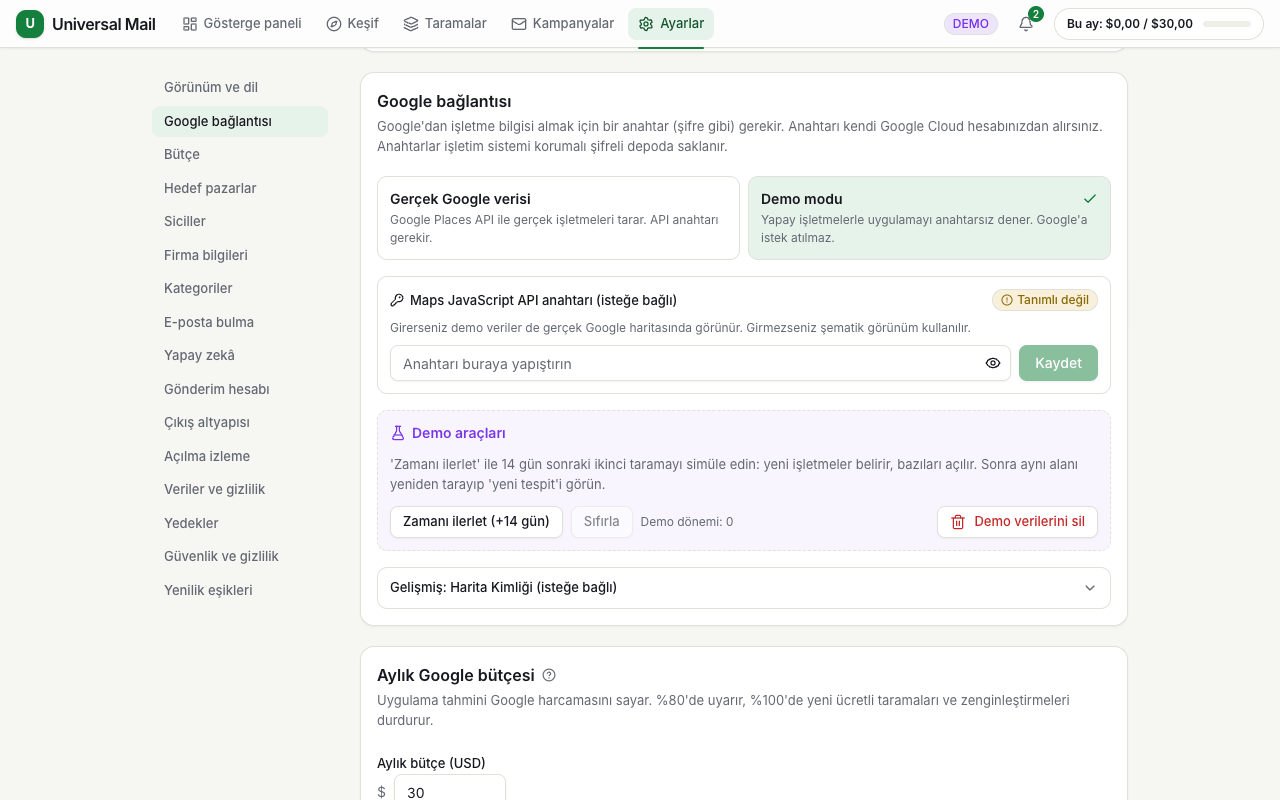 U Universal Mail Gösterge paneli Keşif Taramalar Kampanyalar Ayarlar DEMO 2 Bu ay: $0,00 / $30,00
Görünüm ve dil
Google bağlantısı
Bütçe
Hedef pazarlar
Siciller
Firma bilgileri
Kategoriler
E-posta bulma
Yapay zekâ
Gönderim hesabı
Çıkış altyapısı
Açılma izleme
Veriler ve gizlilik
Yedekler
Güvenlik ve gizlilik
Yenilik eşikleri
Google bağlantısı
Google'dan işletme bilgisi almak için bir anahtar (şifre gibi) gerekir. Anahtarı kendi Google Cloud hesabınızdan alırsınız.
Anahtarlar işletim sistemi korumalı şifreli depoda saklanır.
Gerçek Google verisi
Google Places API ile gerçek işletmeleri tarar. API anahtarı
gerekir.
Demo modu
Yapay işletmelerle uygulamayı anahtarsız dener. Google'a
istek atılmaz.
Maps JavaScript API anahtarı (isteğe bağlı) Tanımlı değil
Girerseniz demo veriler de gerçek Google haritasında görünür. Girmezseniz şematik görünüm kullanılır.
Anahtarı buraya yapıştırın Kaydet
Demo araçları
'Zamanı ilerlet' ile 14 gün sonraki ikinci taramayı simüle edin: yeni işletmeler belirir, bazıları açılır. Sonra aynı alanı
yeniden tarayıp 'yeni tespit'i görün.
Zamanı ilerlet (+14 gün) Sıfırla Demo dönemi: 0 Demo verilerini sil
Gelişmiş: Harita Kimliği (isteğe bağlı)
Aylık Google bütçesi
Uygulama tahmini Google harcamasını sayar. %80'de uyarır, %100'de yeni ücretli taramaları ve zenginleştirmeleri
durdurur.
Aylık bütçe (USD)
$ 30